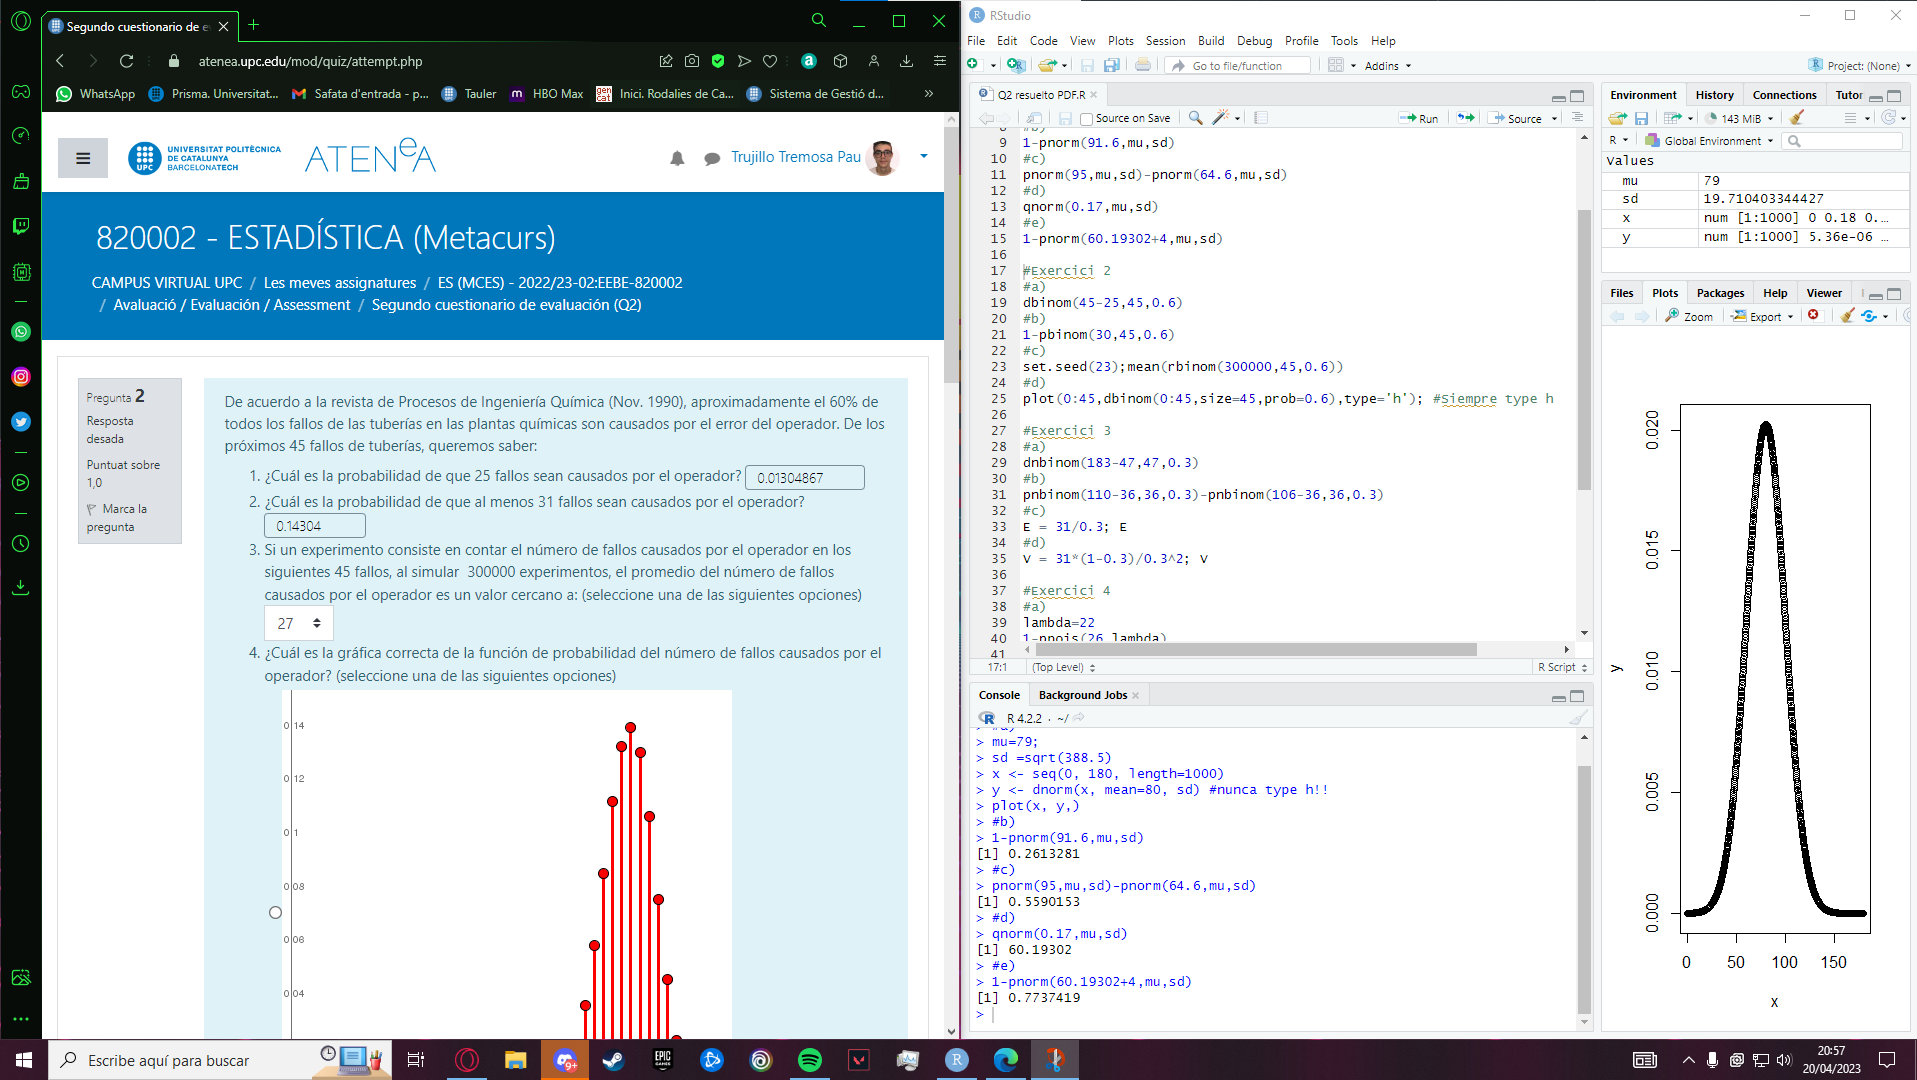 Segundo cuestionario de e
atenea.upc.edu/mod/quiz/attempt.php
WhatsApp
Prisma. Universitat...
Safata d'entrada - p...
Tauler
HBO Max
Inici. Rodalies de Ca...
Sistema de Gestió d...
UNIVERSITAT POLITÈCNICA
DE CATALUNYA
BARCELONATECH
UPC
ATENeA
Trujillo Tremosa Pau
820002 - ESTADÍSTICA (Metacurs)
CAMPUS VIRTUAL UPC / Les meves assignatures / ES (MCES) - 2022/23-02:EEBE-820002
/ Avaluació / Evaluación / Assessment / Segundo cuestionario de evaluación (Q2)
Pregunta 2
Resposta
desada
Puntuat sobre
1,0
Marca la
pregunta
De acuerdo a la revista de Procesos de Ingeniería Química (Nov. 1990), aproximadamente el 60% de
todos los fallos de las tuberías en las plantas químicas son causados por el error del operador. De los
próximos 45 fallos de tuberías, queremos saber:
1. ¿Cuál es la probabilidad de que 25 fallos sean causados por el operador? 0.01304867
2. ¿Cuál es la probabilidad de que al menos 31 fallos sean causados por el operador?
0.14304
3. Si un experimento consiste en contar el número de fallos causados por el operador en los
siguientes 45 fallos, al simular 300000 experimentos, el promedio del número de fallos
causados por el operador es un valor cercano a: (seleccione una de las siguientes opciones)
27
4. ¿Cuál es la gráfica correcta de la función de probabilidad del número de fallos causados por el
operador? (seleccione una de las siguientes opciones)
0.14
0.12
0.1
0.08
0.06
0.04
RStudio
File Edit Code View Plots Session Build Debug Profile Tools Help
Go to file/function
Addins
Project: (None)
Q2 resuelto PDF.R
Source on Save
Run
Source
8 #b)
9 1-pnorm(91.6,mu,sd)
10 #c)
11 pnorm(95,mu,sd)-pnorm(64.6,mu,sd)
12 #d)
13 qnorm(0.17,mu,sd)
14 #e)
15 1-pnorm(60.19302+4,mu,sd)
16
17 #Exercici 2
18 #a)
19 dbinom(45-25,45,0.6)
20 #b)
21 1-pbinom(30,45,0.6)
22 #c)
23 set.seed(23);mean(rbinom(300000,45,0.6))
24 #d)
25 plot(0:45,dbinom(0:45,size=45,prob=0.6),type='h'); #Siempre type h
26
27 #Exercici 3
28 #a)
29 dnbinom(183-47,47,0.3)
30 #b)
31 pnbinom(110-36,36,0.3)-pnbinom(106-36,36,0.3)
32 #c)
33 E = 31/0.3; E
34 #d)
35 V = 31*(1-0.3)/0.3^2; V
36
37 #Exercici 4
38 #a)
39 lambda=22
40 1-ppois(26,lambda)
41
17:1 (Top Level) R Script
Console Background Jobs
R 4.2.2 · ~/
> #a)
> mu=79;
> sd =sqrt(388.5)
> x <- seq(0, 180, length=1000)
> y <- dnorm(x, mean=80, sd) #nunca type h!!
> plot(x, y,)
> #b)
> 1-pnorm(91.6,mu,sd)
[1] 0.2613281
> #c)
> pnorm(95,mu,sd)-pnorm(64.6,mu,sd)
[1] 0.5590153
> #d)
> qnorm(0.17,mu,sd)
[1] 60.19302
> #e)
> 1-pnorm(60.19302+4,mu,sd)
[1] 0.7737419
>
Environment History Connections Tutor
143 MiB
R Global Environment
Values
mu 79
sd 19.710403344427
x num [1:1000] 0 0.18 0...
y num [1:1000] 5.36e-06 …
Files Plots Packages Help Viewer
Zoom Export
0.020
0.015
0.010
0.005
0.000
y
0 50 100 150
x
Escribe aquí para buscar
9+
EPIC GAMES
20:57
20/04/2023